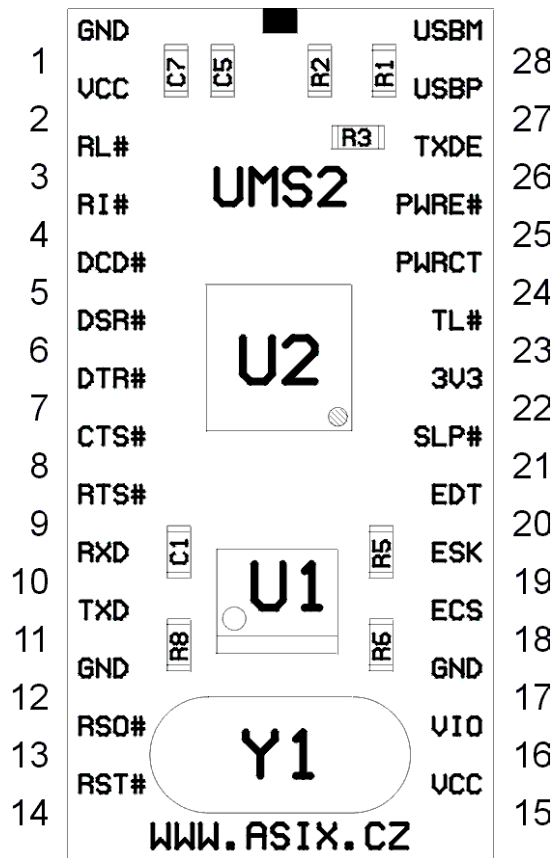 GND USBM
1 C7 C5 R2 R1 28
VCC USBP
2 R3 27
RL# TXDE
3 UMS2 26
RI# PWRE#
4 25
DCD# PWRCT
5 24
DSR# TL#
6 U2 23
DTR# 3V3
7 22
CTS# SLP#
8 21
RTS# EDT
9 20
RXD C1 R5 ESK
10 U1 19
TXD ECS
11 R8 R6 18
GND GND
12 17
RSO# VIO
13 Y1 16
RST# VCC
14 15
WWW.ASIX.CZ